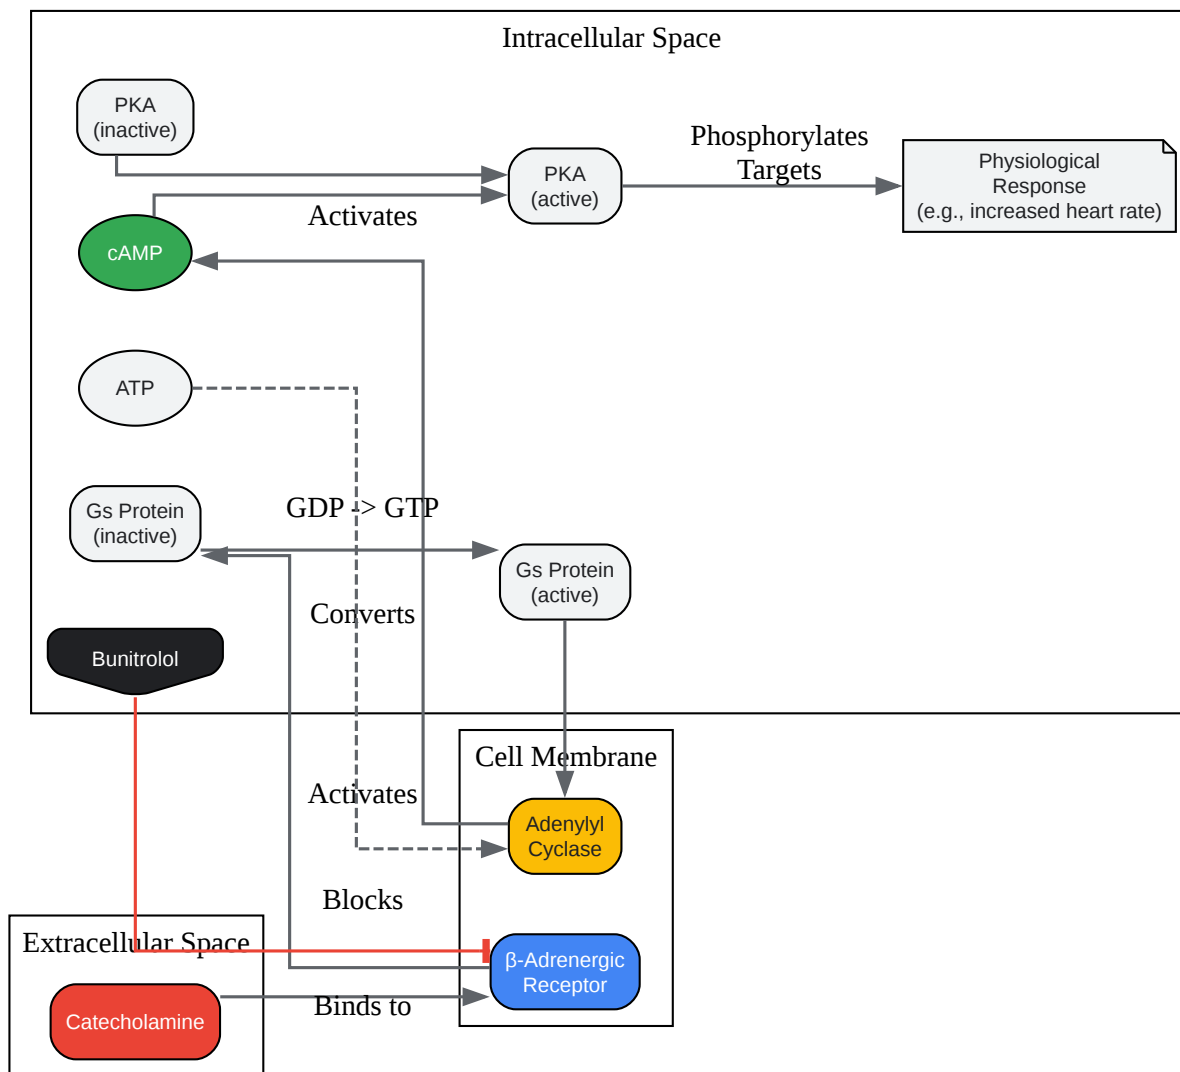 Intracellular Space
PKA
(inactive)
Phosphorylates
Targets
Physiological
Response
(e.g., increased heart rate)
PKA
(active)
Activates
cAMP
ATP
GDP -> GTP
Gs Protein
(inactive)
Gs Protein
(active)
Converts
Bunitrolol
Cell Membrane
Activates
Adenylyl
Cyclase
Blocks
Extracellular Space
β-Adrenergic
Receptor
Binds to
Catecholamine